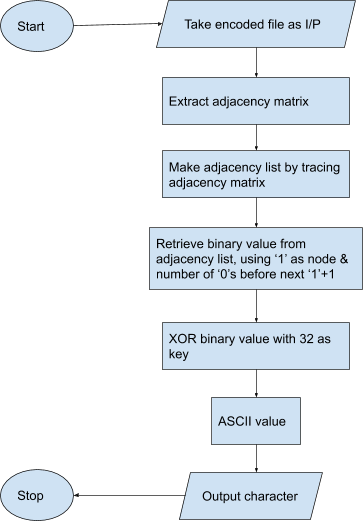 Start
Take encoded file as I/P
Extract adjacency matrix
Make adjacency list by tracing
adjacency matrix
Retrieve binary value from
adjacency list, using ‘1’ as node &
number of ‘0’s before next ‘1’+1
XOR binary value with 32 as
key
ASCII value
Stop
Output character